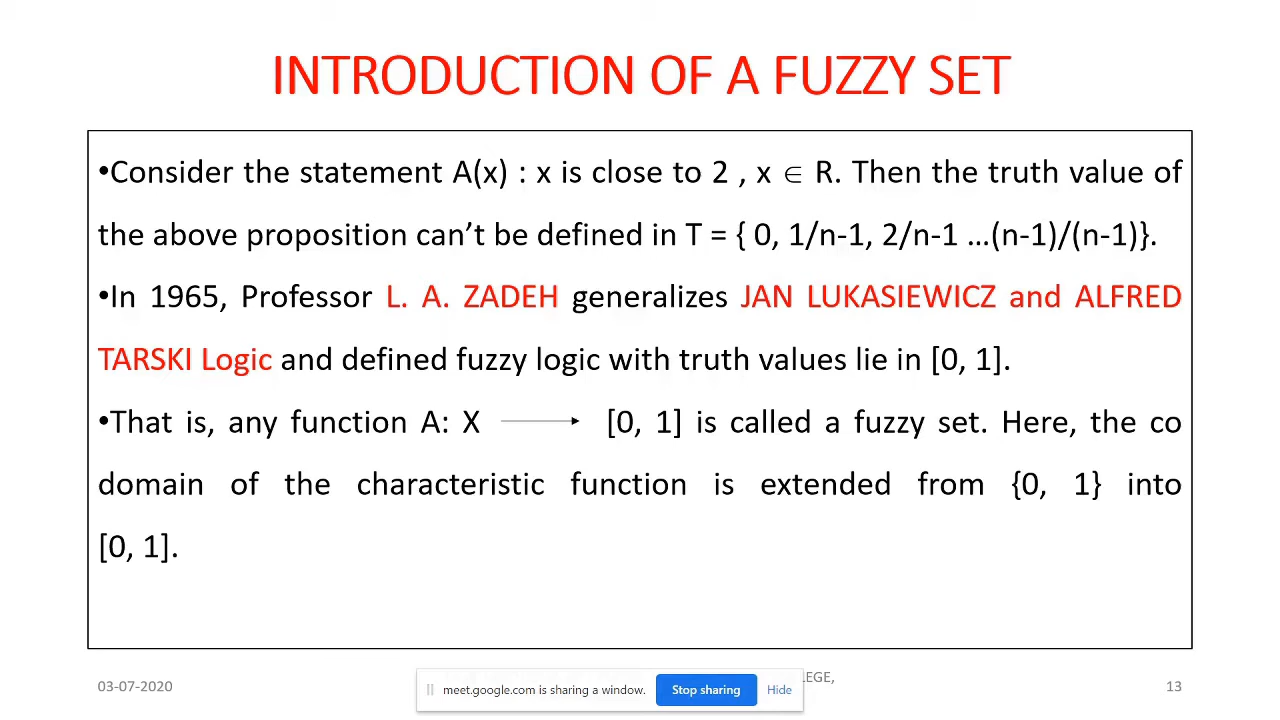 INTRODUCTION OF A FUZZY SET
•Consider the statement A(x) : x is close to 2 , x ∈ R. Then the truth value of
the above proposition can’t be defined in T = { 0, 1/n-1, 2/n-1 …(n-1)/(n-1)}.
•In 1965, Professor L. A. ZADEH generalizes JAN LUKASIEWICZ and ALFRED
TARSKI Logic and defined fuzzy logic with truth values lie in [0, 1].
•That is, any function A: X ⟶ [0, 1] is called a fuzzy set. Here, the co
domain of the characteristic function is extended from {0, 1} into
[0, 1].
03-07-2020
meet.google.com is sharing a window. Stop sharing Hide
13